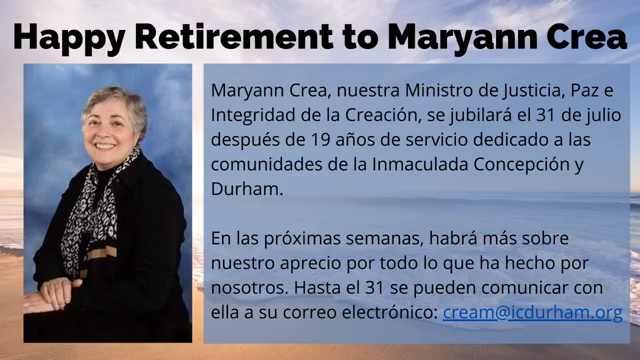 Happy Retirement to Maryann Crea
Maryann Crea, nuestra Ministro de Justicia, Paz e
Integridad de la Creación, se jubilará el 31 de julio
después de 19 años de servicio dedicado a las
comunidades de la Inmaculada Concepción y
Durham.
En las próximas semanas, habrá más sobre
nuestro aprecio por todo lo que ha hecho por
nosotros. Hasta el 31 se pueden comunicar con
ella a su correo electrónico: cream@icdurham.org